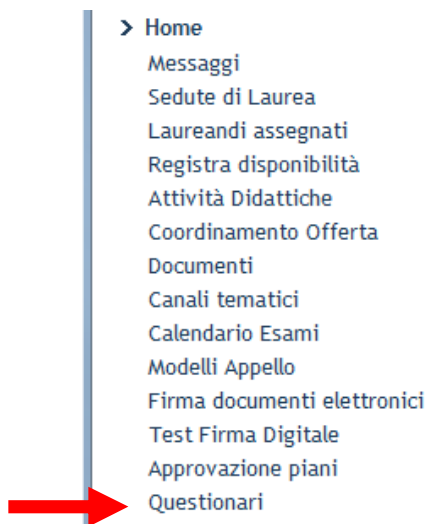 Home
Messaggi
Sedute di Laurea
Laureandi assegnati
Registra disponibilità
Attività Didattiche
Coordinamento Offerta
Documenti
Canali tematici
Calendario Esami
Modelli Appello
Firma documenti elettronici
Test Firma Digitale
Approvazione piani
Questionari